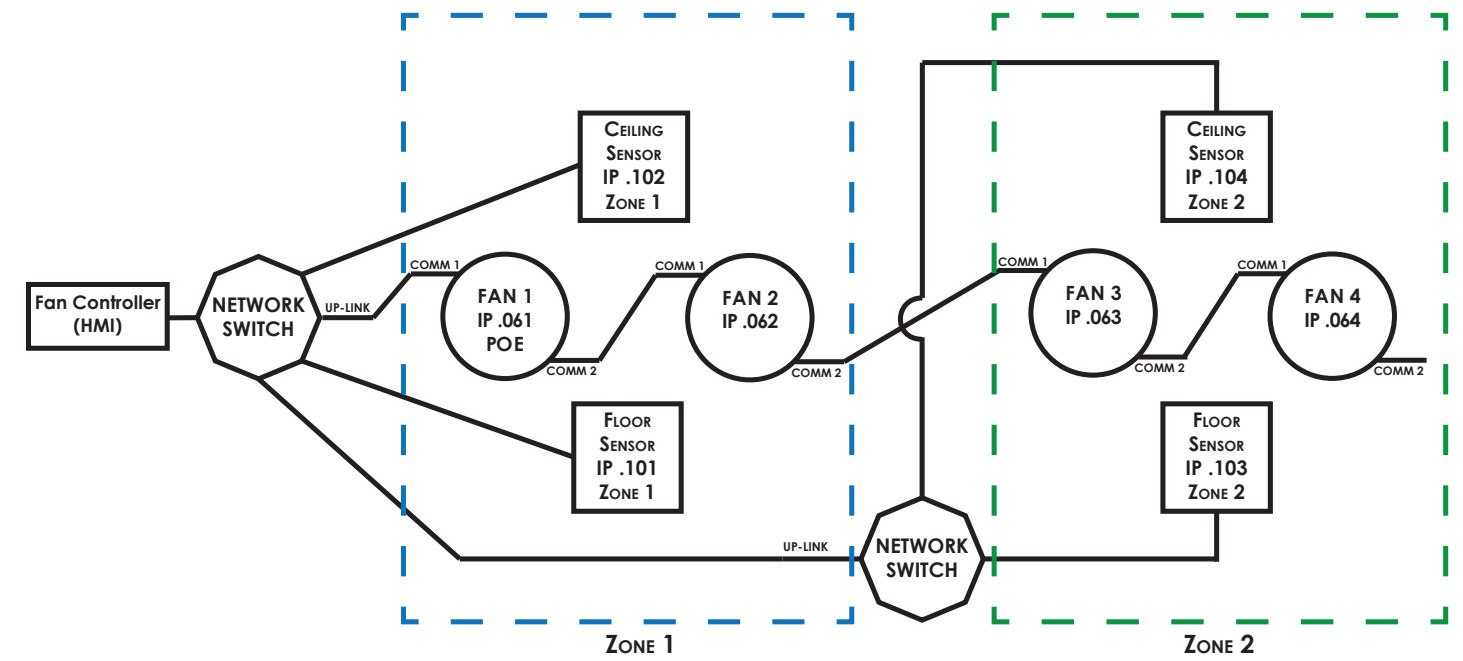 Ceiling
Sensor
IP .102
Zone 1
Ceiling
Sensor
IP .104
Zone 2
Fan Controller
(HMI)
NETWORK
SWITCH
UP-LINK
COMM 1
FAN 1
IP .061
POE
COMM 2
COMM 1
FAN 2
IP .062
COMM 2
COMM 1
FAN 3
IP .063
COMM 2
COMM 1
FAN 4
IP .064
COMM 2
Floor
Sensor
IP .101
Zone 1
Floor
Sensor
IP .103
Zone 2
UP-LINK
NETWORK
SWITCH
Zone 1
Zone 2